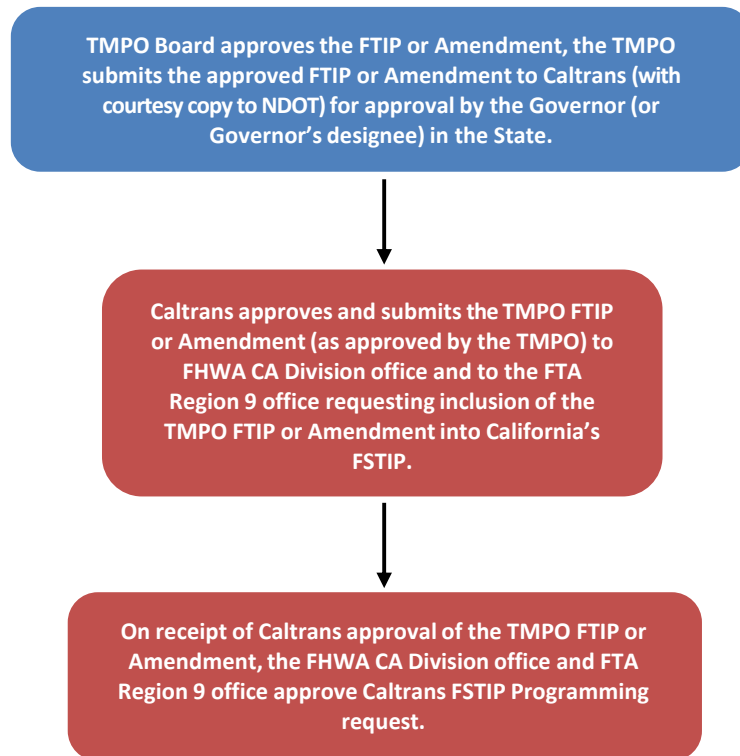 TMPO Board approves the FTIP or Amendment, the TMPO
submits the approved FTIP or Amendment to Caltrans (with
courtesy copy to NDOT) for approval by the Governor (or
Governor’s designee) in the State.
Caltrans approves and submits the TMPO FTIP
or Amendment (as approved by the TMPO) to
FHWA CA Division office and to the FTA
Region 9 office requesting inclusion of the
TMPO FTIP or Amendment into California’s
FSTIP.
On receipt of Caltrans approval of the TMPO FTIP or
Amendment, the FHWA CA Division office and FTA
Region 9 office approve Caltrans FSTIP Programming
request.